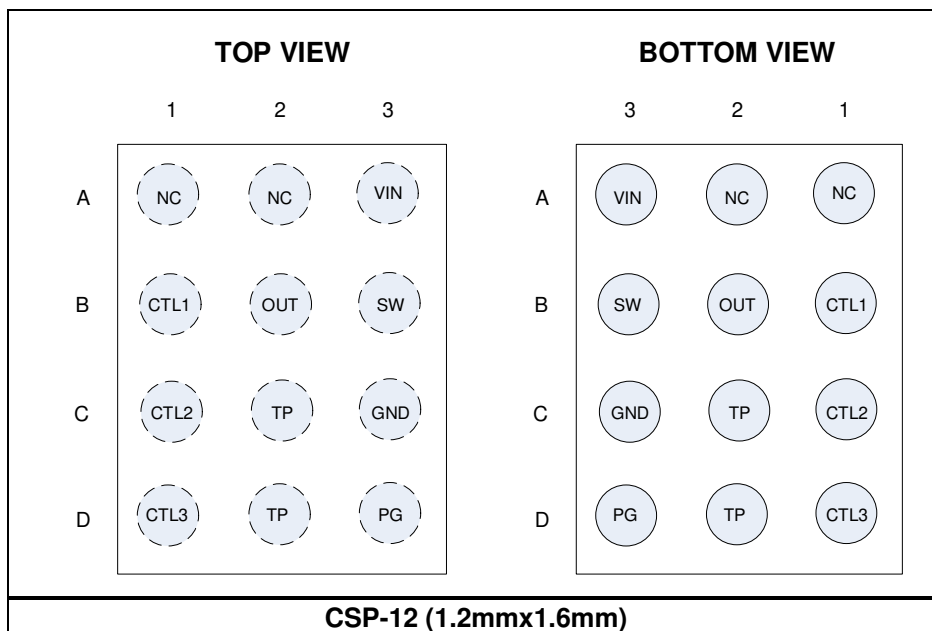 TOP VIEW BOTTOM VIEW
1 2 3 3 2 1
A NC NC VIN A VIN NC NC
B CTL1 OUT SW B SW OUT CTL1
C CTL2 TP GND C GND TP CTL2
D CTL3 TP PG D PG TP CTL3
CSP-12 (1.2mmx1.6mm)